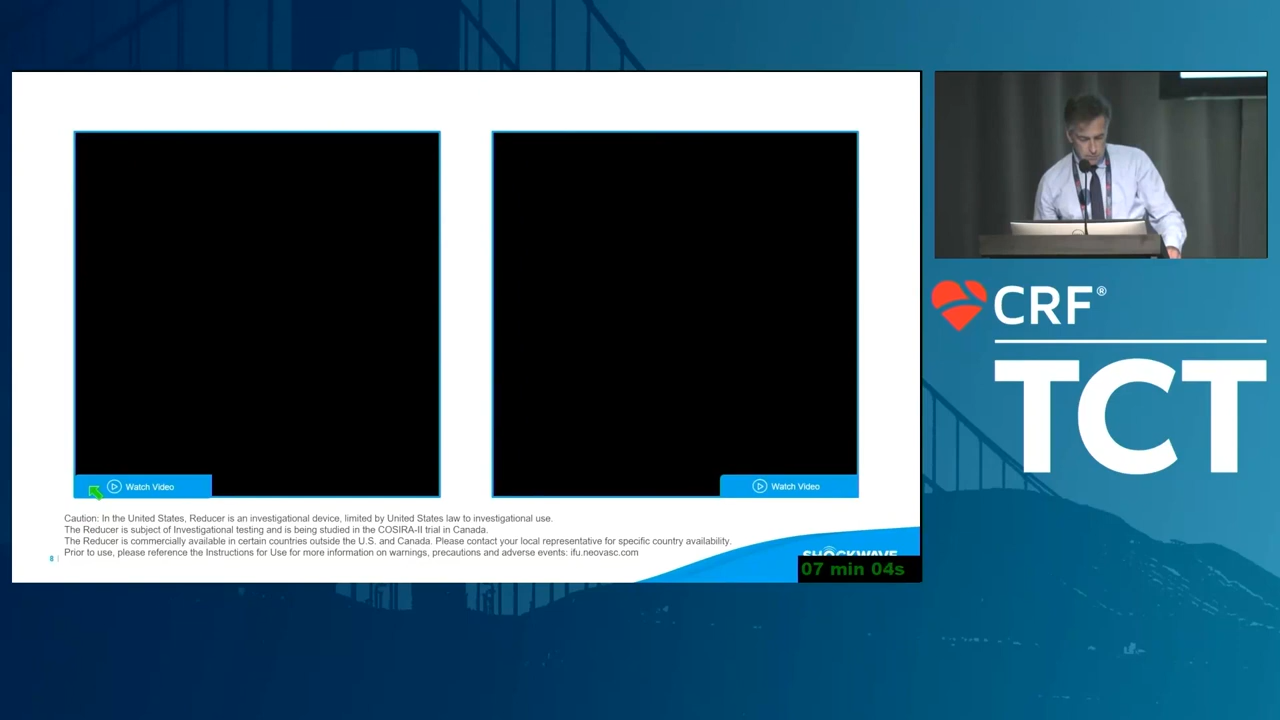 Watch Video
Watch Video
Caution: In the United States, Reducer is an investigational device, limited by United States law to investigational use.
The Reducer is subject of Investigational testing and is being studied in the COSIRA-II trial in Canada.
The Reducer is commercially available in certain countries outside the U.S. and Canada. Please contact your local representative for specific country availability.
Prior to use, please reference the Instructions for Use for more information on warnings, precautions and adverse events: ifu.neovasc.com
8 |
SHOCKWAVE
07 min 04s
CRF®
TCT